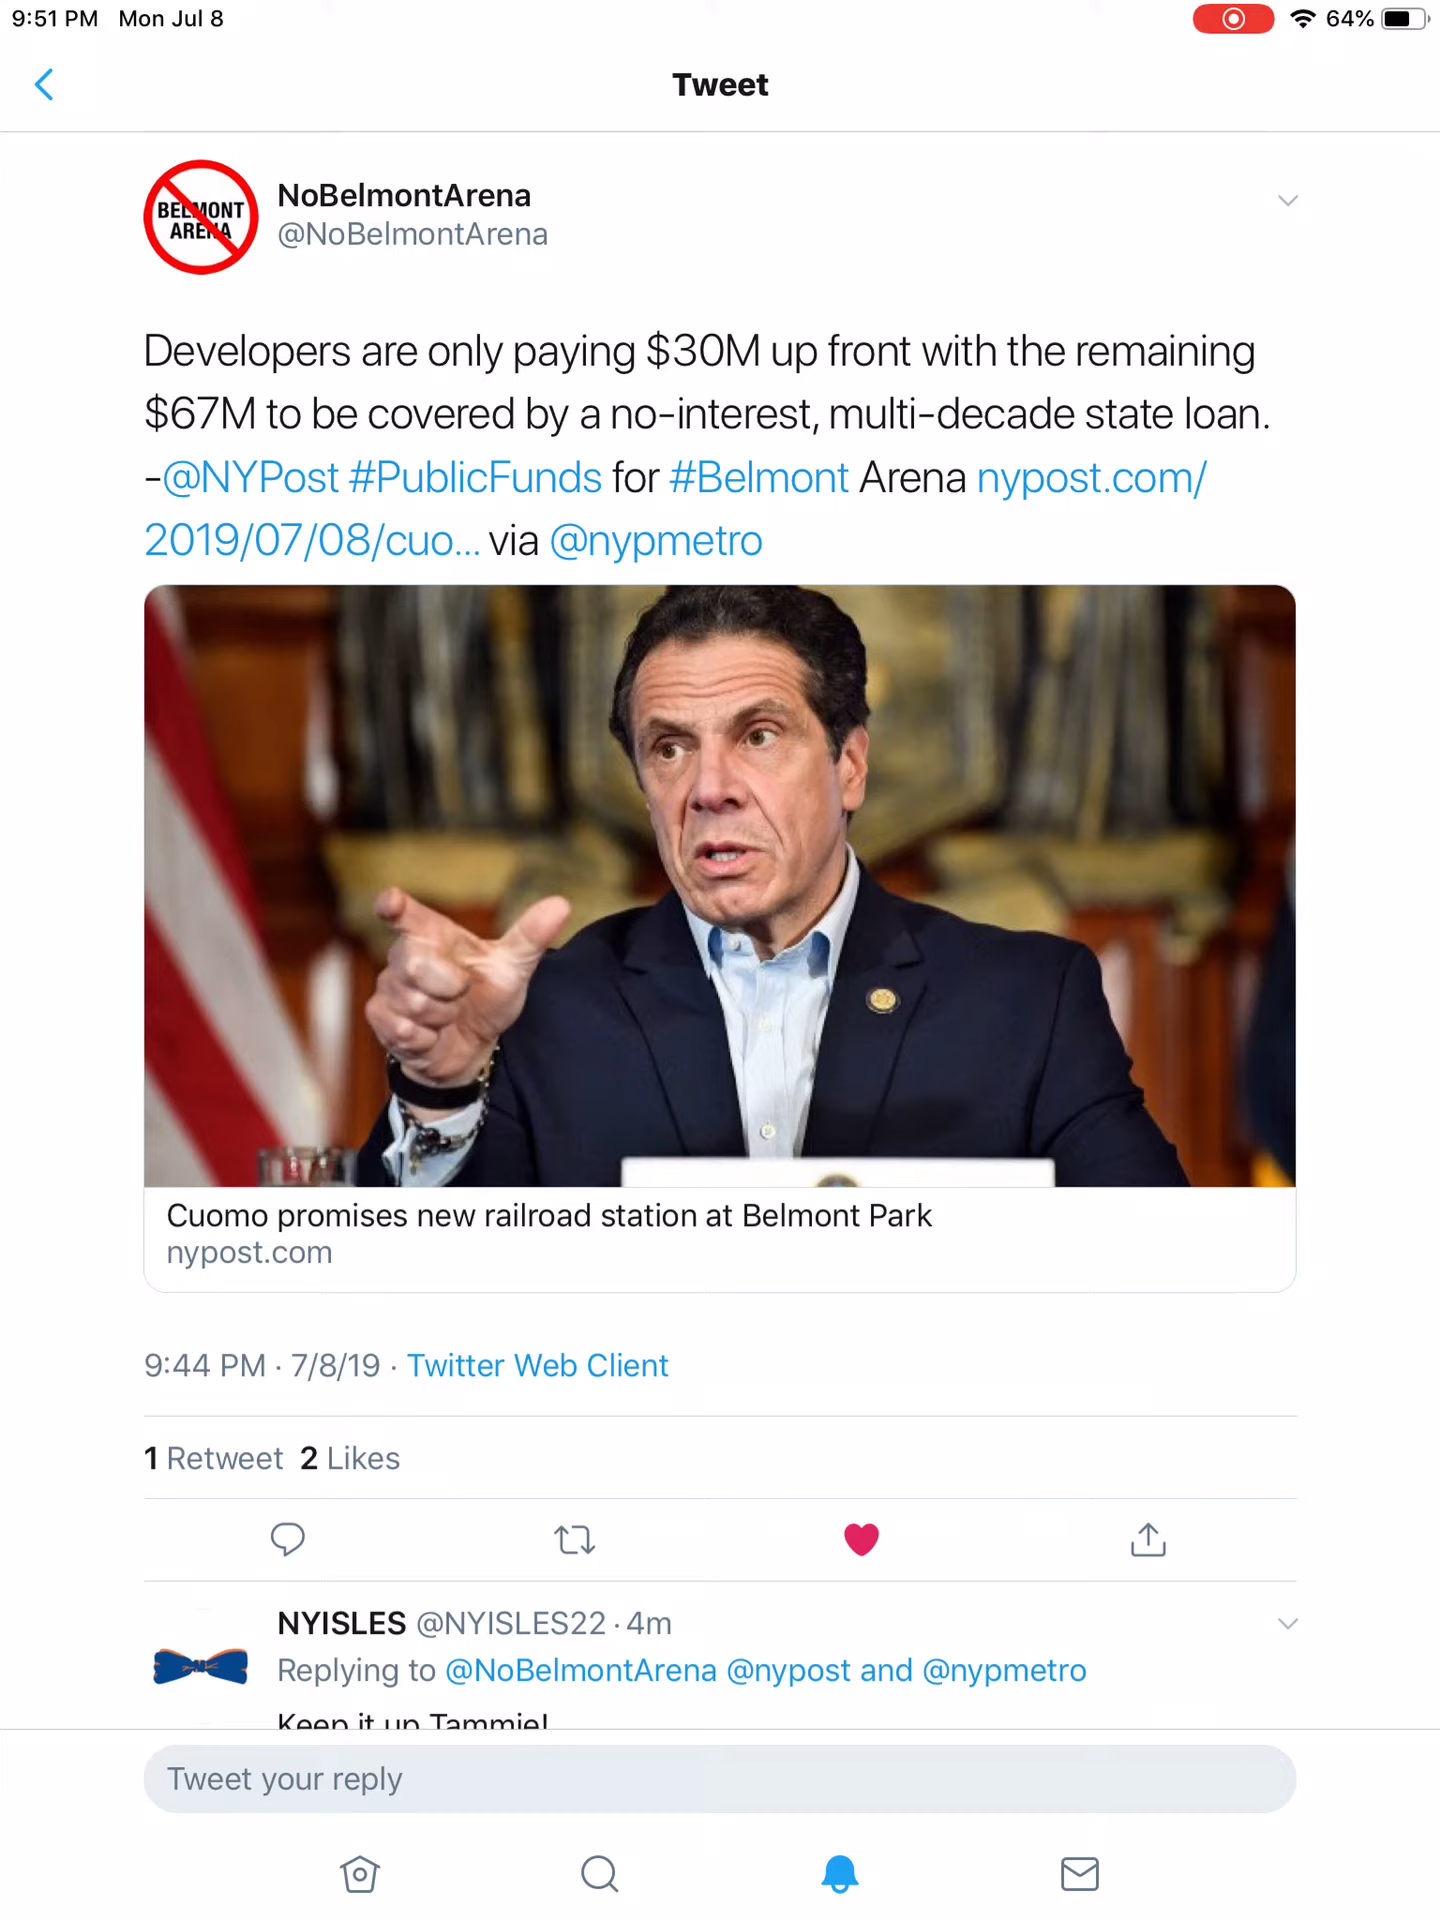 9:51 PM Mon Jul 8
64%
Tweet
BELMONT
ARENA
NoBelmontArena
@NoBelmontArena
Developers are only paying $30M up front with the remaining
$67M to be covered by a no-interest, multi-decade state loan.
-@NYPost #PublicFunds for #Belmont Arena nypost.com/
2019/07/08/cuo... via @nypmetro
Cuomo promises new railroad station at Belmont Park
nypost.com
9:44 PM · 7/8/19 · Twitter Web Client
1 Retweet 2 Likes
NYISLES @NYISLES22 · 4m
Replying to @NoBelmontArena @nypost and @nypmetro
Keep it up Tammie!
Tweet your reply